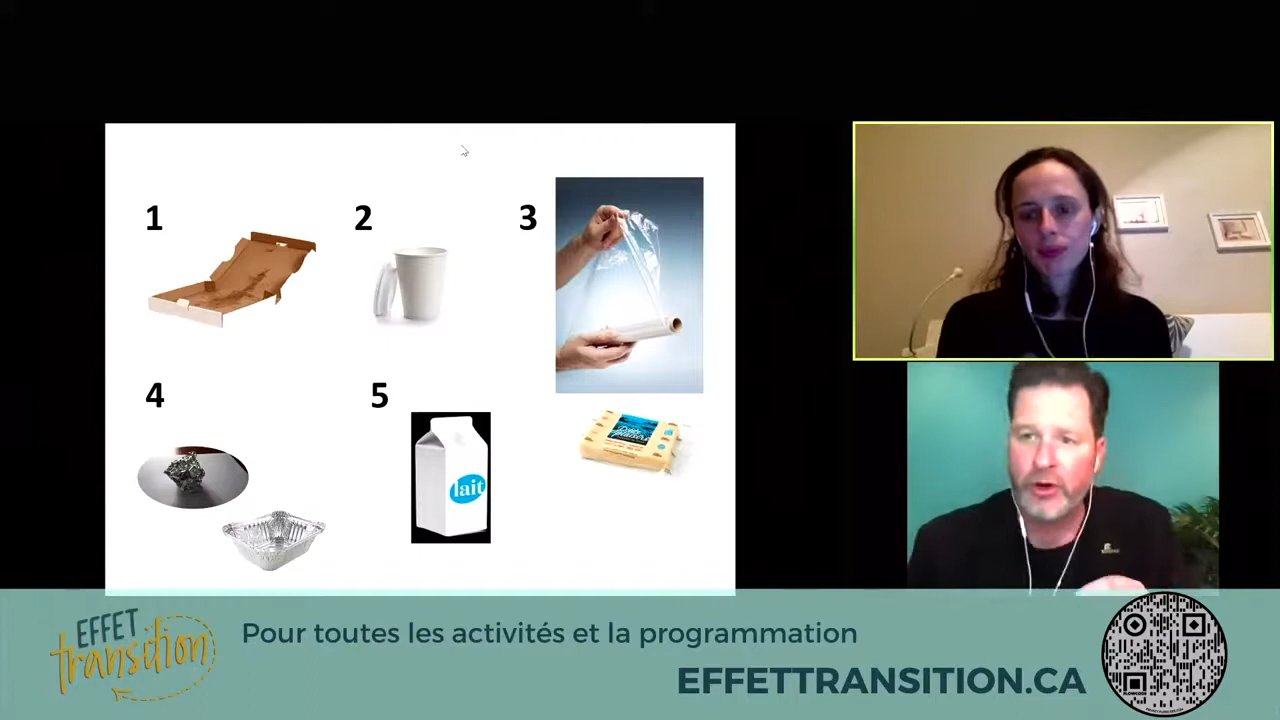 1
2
3
4
5
lait
EFFET
transition
Pour toutes les activités et la programmation
EFFETTRANSITION.CA